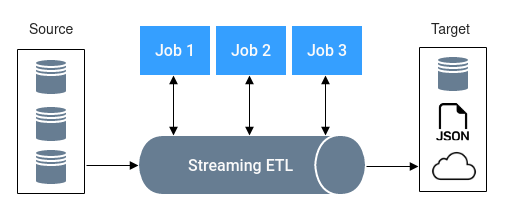 Source
Job 1
Job 2
Job 3
Target
JSON
Streaming ETL